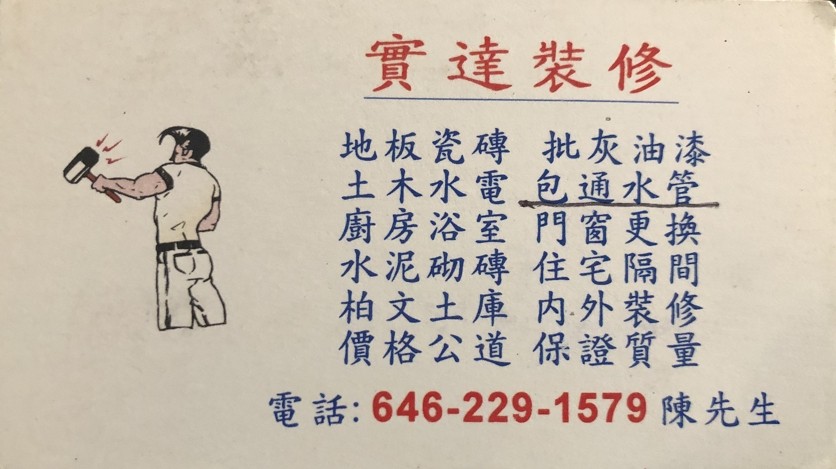 實達裝修
地板瓷磚 批灰油漆
土木水電 包通水管
廚房浴室 門窗更換
水泥砌磚 住宅隔間
柏文土庫 內外裝修
價格公道 保證質量
電話: 646-229-1579 陳先生